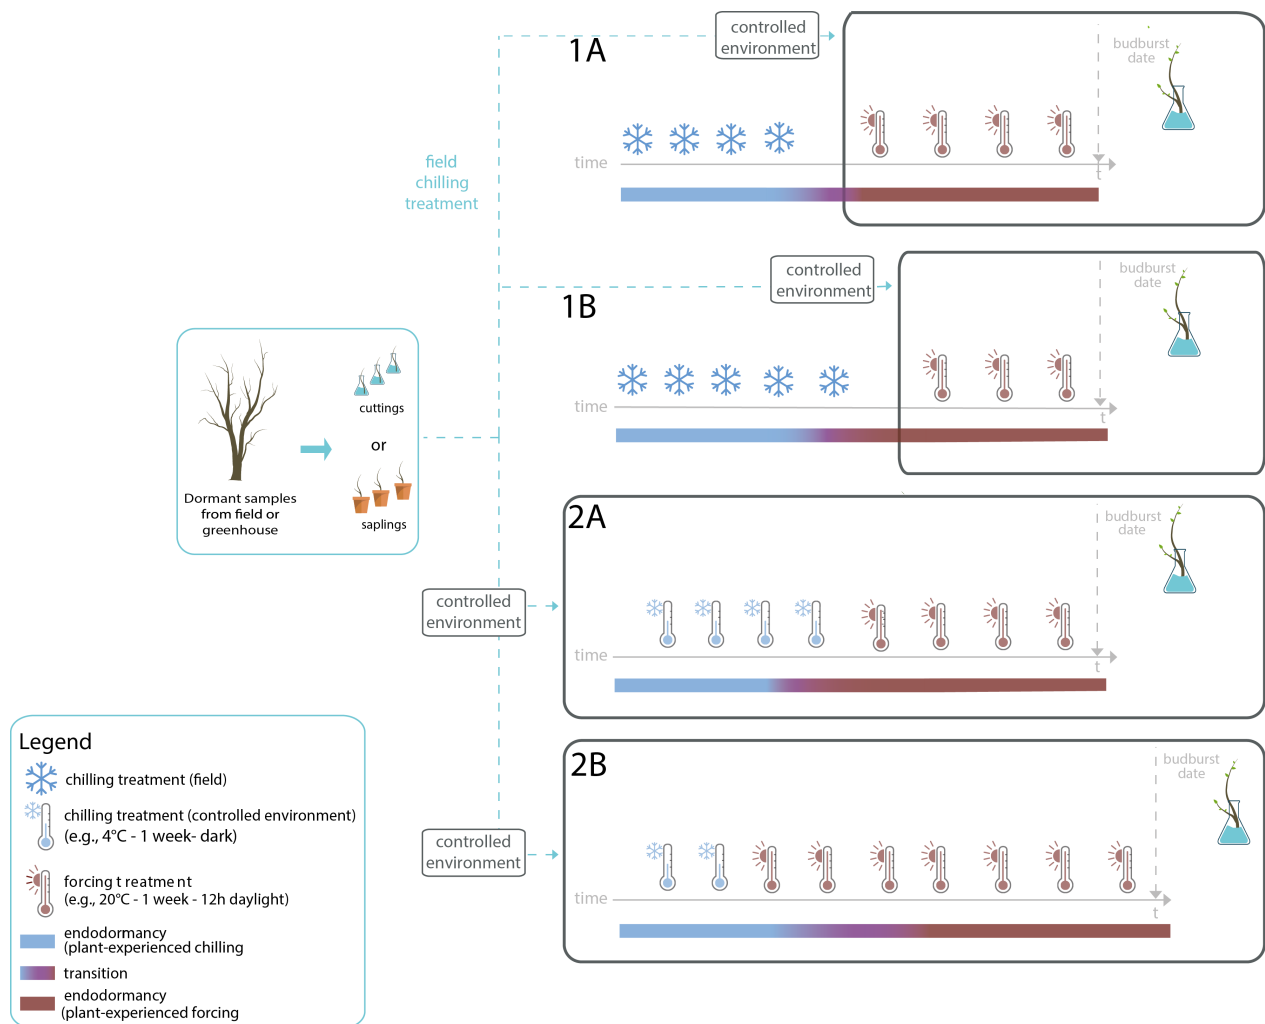 1A
controlled
environment
budburst
date
time
t
field
chilling
treatment
1B
controlled
environment
budburst
date
time
t
cuttings
or
saplings
Dormant samples
from field or
greenhouse
2A
controlled
environment
budburst
date
time
t
2B
controlled
environment
budburst
date
time
t
Legend
chilling treatment (field)
chilling treatment (controlled environment)
(e.g., 4°C - 1 week- dark)
forcing t reatme nt
(e.g., 20°C - 1 week - 12h daylight)
endodormancy
(plant-experienced chilling
transition
endodormancy
(plant-experienced forcing